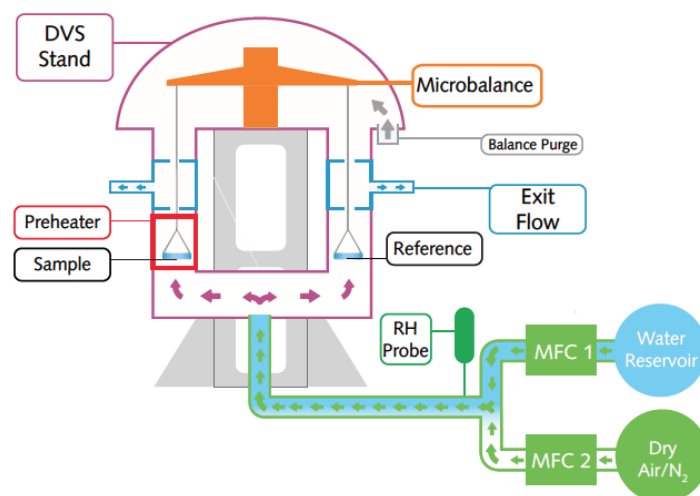 DVS
Stand
Microbalance
Balance Purge
Preheater
Exit
Flow
Sample
Reference
RH
Probe
MFC 1
Water
Reservoir
MFC 2
Dry
Air/N₂